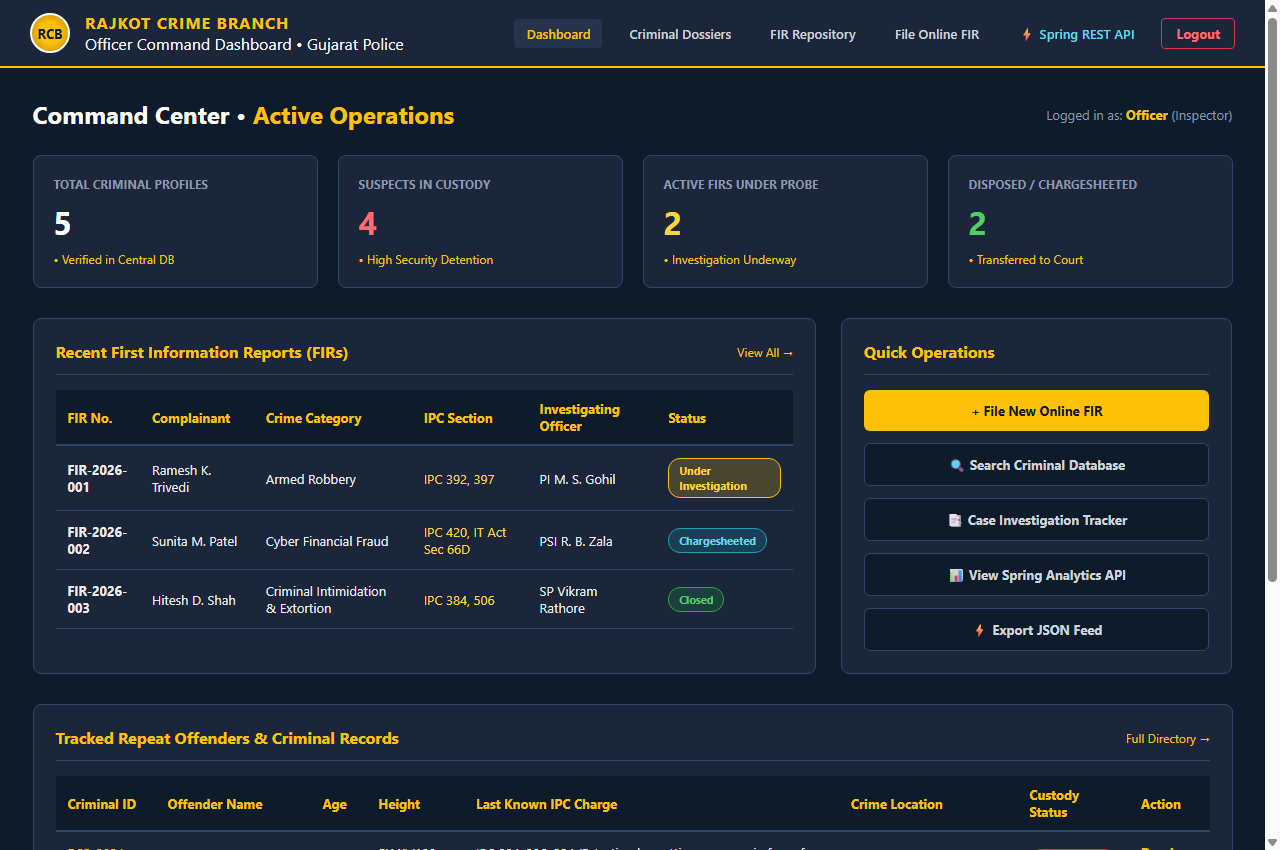 RCB
RAJKOT CRIME BRANCH
Officer Command Dashboard • Gujarat Police
Dashboard
Criminal Dossiers
FIR Repository
File Online FIR
Spring REST API
Logout
Command Center • Active Operations
Logged in as: Officer (Inspector)
TOTAL CRIMINAL PROFILES
5
• Verified in Central DB
SUSPECTS IN CUSTODY
4
• High Security Detention
ACTIVE FIRS UNDER PROBE
2
• Investigation Underway
DISPOSED / CHARGESHEETED
2
• Transferred to Court
Recent First Information Reports (FIRs)
View All →
FIR No.
Complainant
Crime Category
IPC Section
Investigating
Officer
Status
FIR-2026-
001
Ramesh K.
Trivedi
Armed Robbery
IPC 392, 397
PI M. S. Gohil
Under
Investigation
FIR-2026-
002
Sunita M. Patel
Cyber Financial Fraud
IPC 420, IT Act
Sec 66D
PSI R. B. Zala
Chargesheeted
FIR-2026-
003
Hitesh D. Shah
Criminal Intimidation
& Extortion
IPC 384, 506
SP Vikram
Rathore
Closed
Quick Operations
+ File New Online FIR
Search Criminal Database
Case Investigation Tracker
View Spring Analytics API
Export JSON Feed
Tracked Repeat Offenders & Criminal Records
Full Directory →
Criminal ID
Offender Name
Age
Height
Last Known IPC Charge
Crime Location
Custody
Status
Action